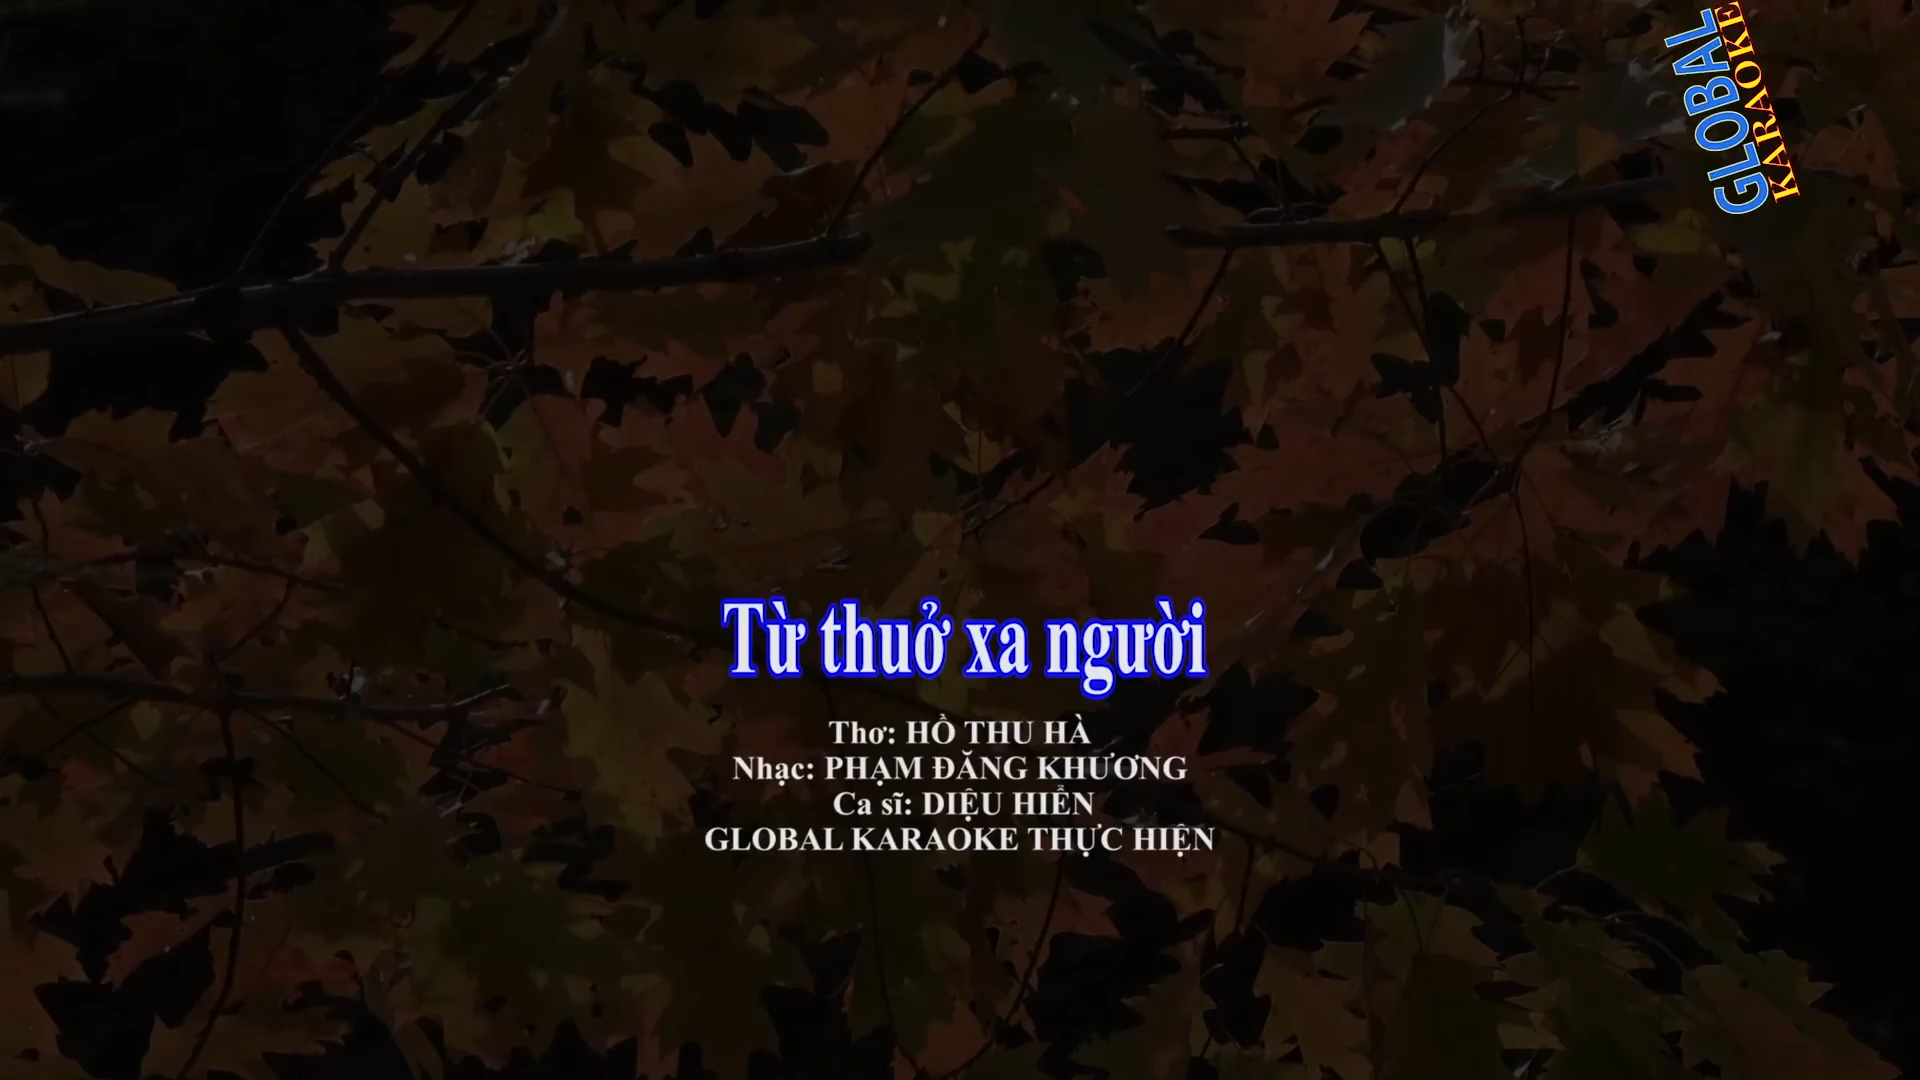 GLOBAL
KARAOKE
Từ thuở xa người
Thơ: HỒ THU HÀ
Nhạc: PHẠM ĐĂNG KHƯƠNG
Ca sĩ: DIỆU HIỂN
GLOBAL KARAOKE THỰC HIỆN